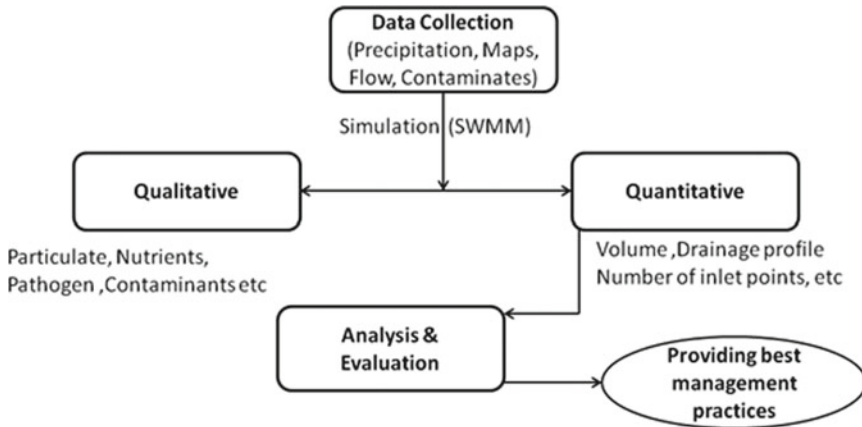 Data Collection
(Precipitation, Maps,
Flow, Contaminates)
Simulation (SWMM)
Qualitative
Quantitative
Particulate, Nutrients,
Pathogen ,Contaminants etc
Volume ,Drainage profile
Number of inlet points, etc
Analysis &
Evaluation
Providing best
management
practices